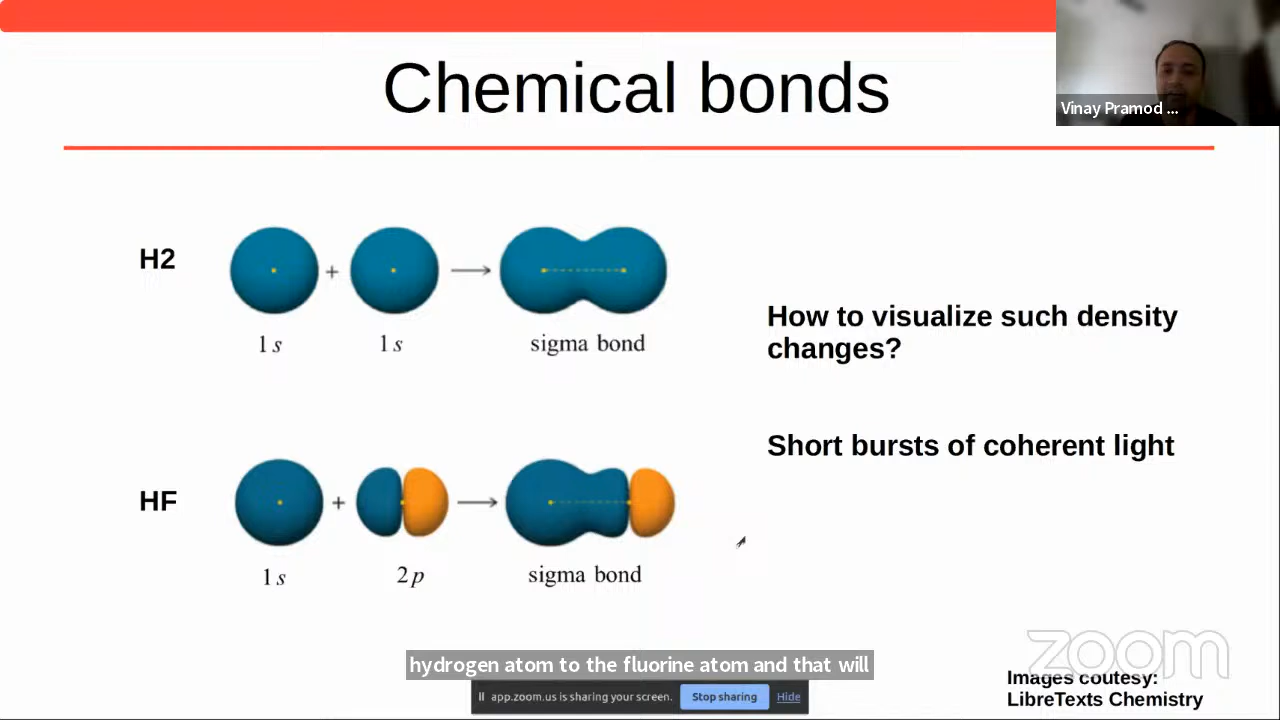 Chemical bonds
Vinay Pramod ...
H2
+
1s
1s
sigma bond
How to visualize such density
changes?
Short bursts of coherent light
HF
+
1s
2p
sigma bond
zoom
hydrogen atom to the fluorine atom and that will
app.zoom.us is sharing your screen.
Stop sharing
Hide
Images coutesy:
LibreTexts Chemistry